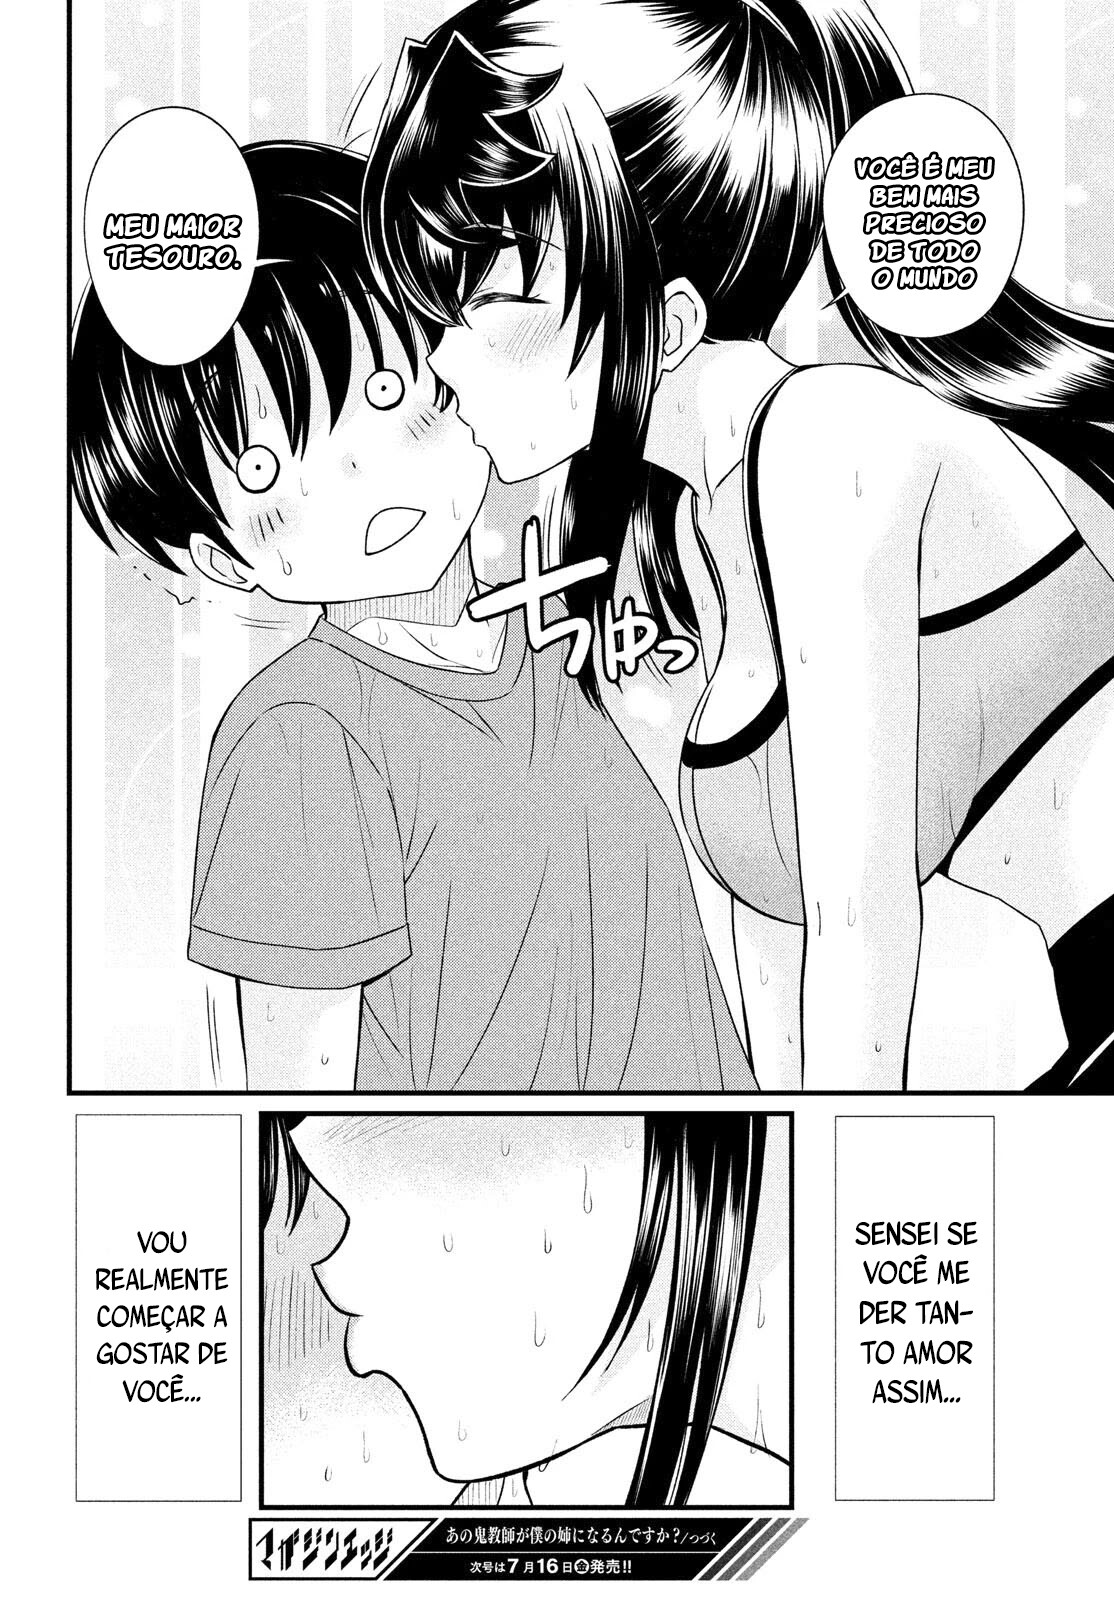 VOCÊ É MEU
BEM MAIS
PRECIOSO
DE TODO
O MUNDO
MEU MAIOR
TESOURO.
ちゅっ
SENSEI SE
VOCÊ ME
DER TAN-
TO AMOR
ASSIM...
VOU
REALMENTE
COMEÇAR A
GOSTAR DE
VOCÊ...
マガジンエッジ
あの鬼教師が僕の姉になるんですか?/つづく
次号は7月16日金発売!!